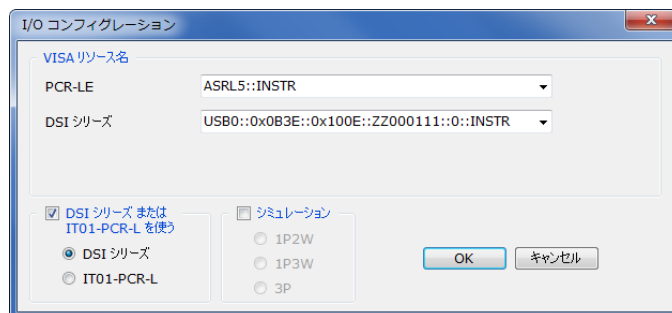 I/O コンフィグレーション
VISA リソース名
PCR-LE
ASRL5::INSTR
DSI シリーズ
USB0::0x0B3E::0x100E::ZZ000111::0::INSTR
DSI シリーズ または
IT01-PCR-L を使う
DSI シリーズ
IT01-PCR-L
シミュレーション
1P2W
1P3W
3P
OK
キャンセル